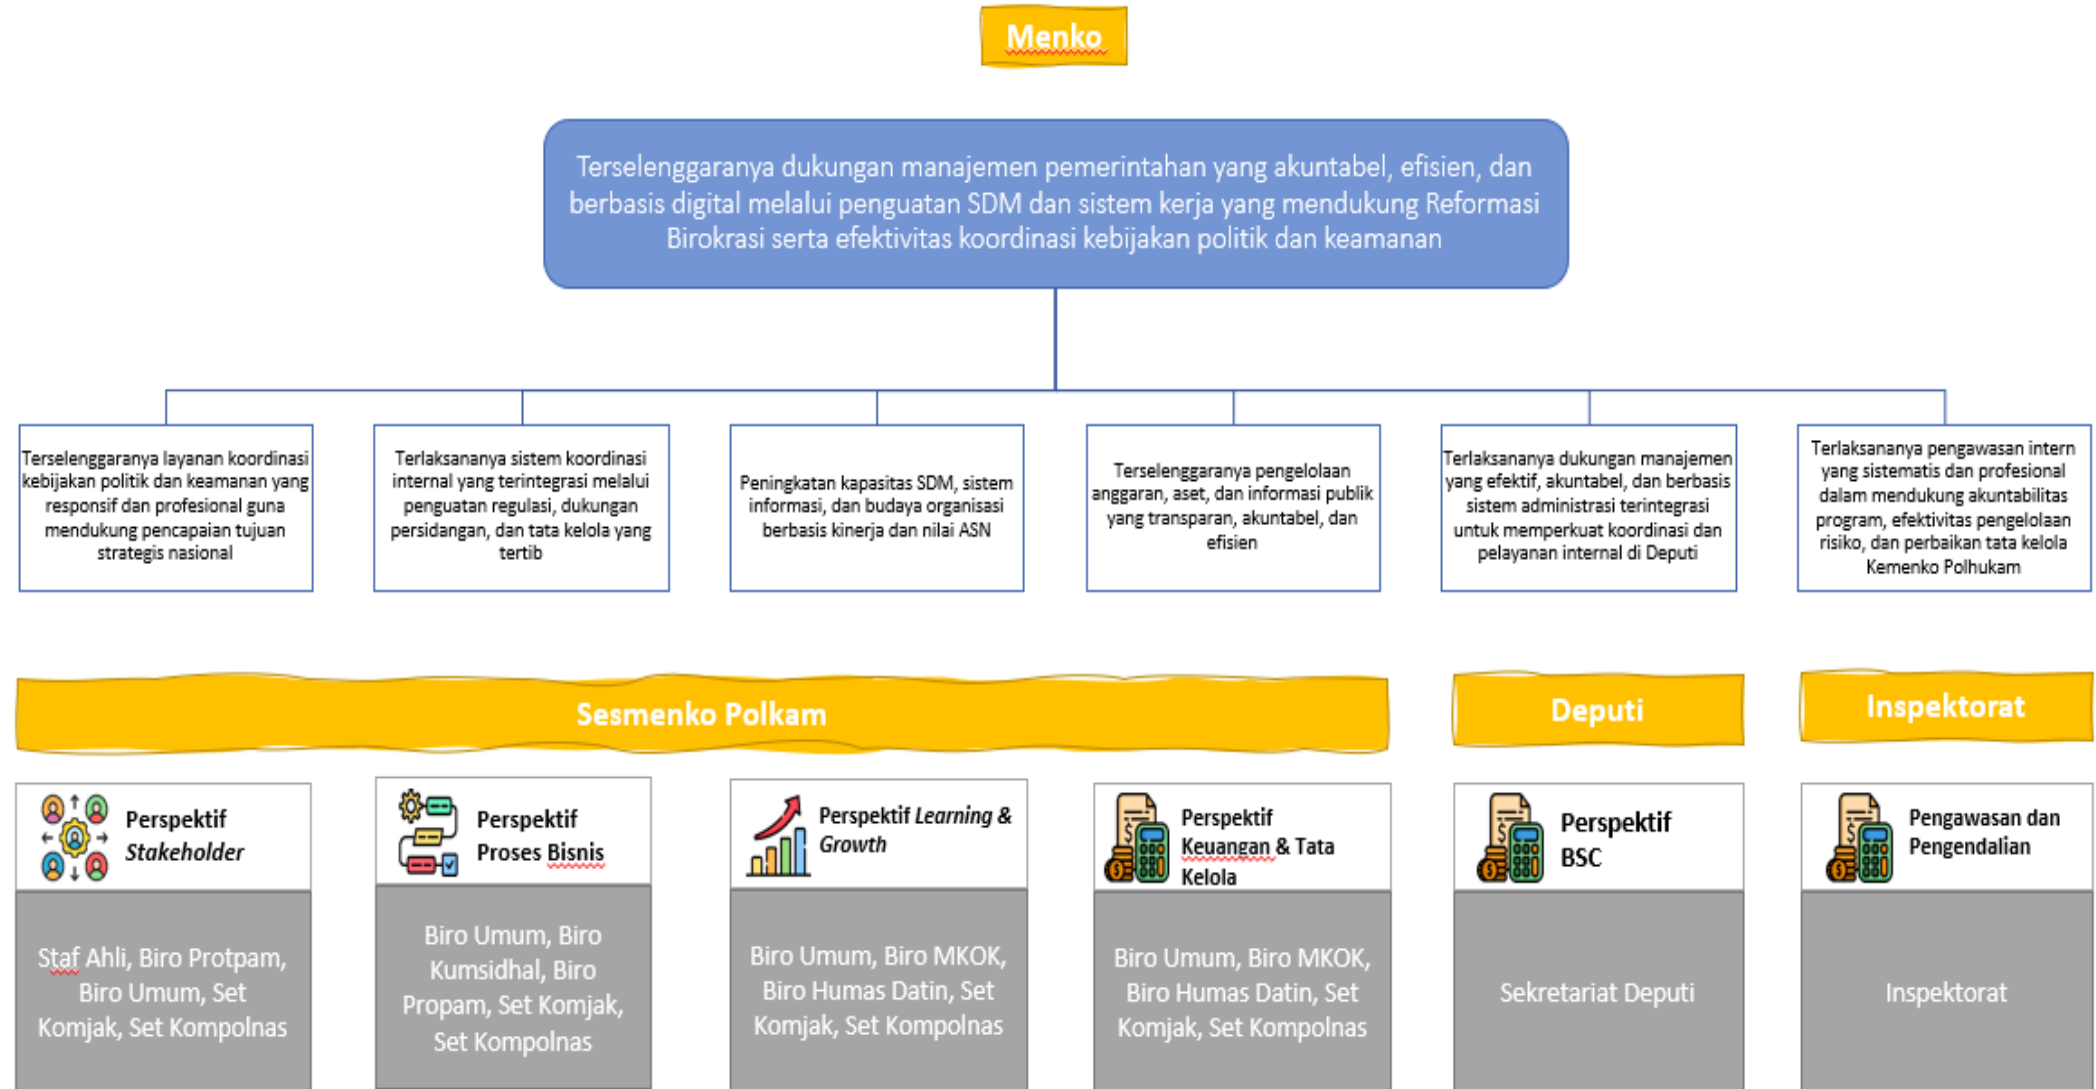 Menko
Terselenggaranya dukungan manajemen pemerintahan yang akuntabel, efisien, dan
berbasis digital melalui penguatan SDM dan sistem kerja yang mendukung Reformasi
Birokrasi serta efektivitas koordinasi kebijakan politik dan keamanan
Terselenggaranya layanan koordinasi
kebijakan politik dan keamanan yang
responsif dan profesional guna
mendukung pencapaian tujuan
strategis nasional
Terlaksananya sistem koordinasi
internal yang terintegrasi melalui
penguatan regulasi, dukungan
persidangan, dan tata kelola yang
tertib
Peningkatan kapasitas SDM, sistem
informasi, dan budaya organisasi
berbasis kinerja dan nilai ASN
Terselenggaranya pengelolaan
anggaran, aset, dan informasi publik
yang transparan, akuntabel, dan
efisien
Terlaksananya dukungan manajemen
yang efektif, akuntabel, dan berbasis
sistem administrasi terintegrasi
untuk memperkuat koordinasi dan
pelayanan internal di Deputi
Terlaksananya pengawasan intern
yang sistematis dan profesional
dalam mendukung akuntabilitas
program, efektivitas pengelolaan
risiko, dan perbaikan tata kelola
Kemenko Polhukam
Sesmenko Polkam
Deputi
Inspektorat
Perspektif
Stakeholder
Perspektif
Proses Bisnis
Perspektif Learning &
Growth
Perspektif
Keuangan & Tata
Kelola
Perspektif
BSC
Pengawasan dan
Pengendalian
Staf Ahli, Biro Protpam,
Biro Umum, Set
Komjak, Set Kompolnas
Biro Umum, Biro
Kumsidhal, Biro
Propam, Set Komjak,
Set Kompolnas
Biro Umum, Biro MKOK,
Biro Humas Datin, Set
Komjak, Set Kompolnas
Biro Umum, Biro MKOK,
Biro Humas Datin, Set
Komjak, Set Kompolnas
Sekretariat Deputi
Inspektorat